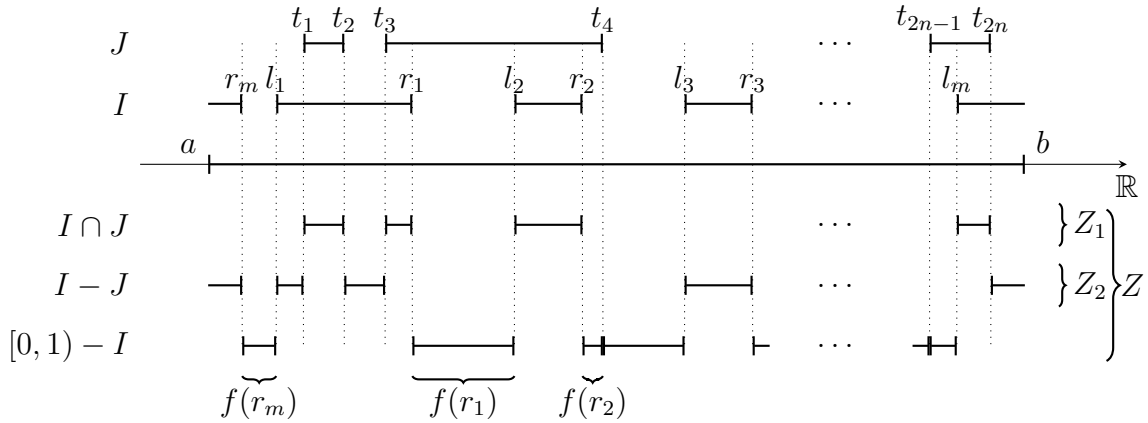 t₁ t₂ t₃ t₄ t₂ₙ₋₁ t₂ₙ
J ⋯
rₘ l₁ r₁ l₂ r₂ l₃ r₃ lₘ
I ⋯
a b
ℝ
I ∩ J ⋯ } Z₁
I − J ⋯ } Z₂ } Z
[0, 1) − I ⋯
f(rₘ) f(r₁) f(r₂)